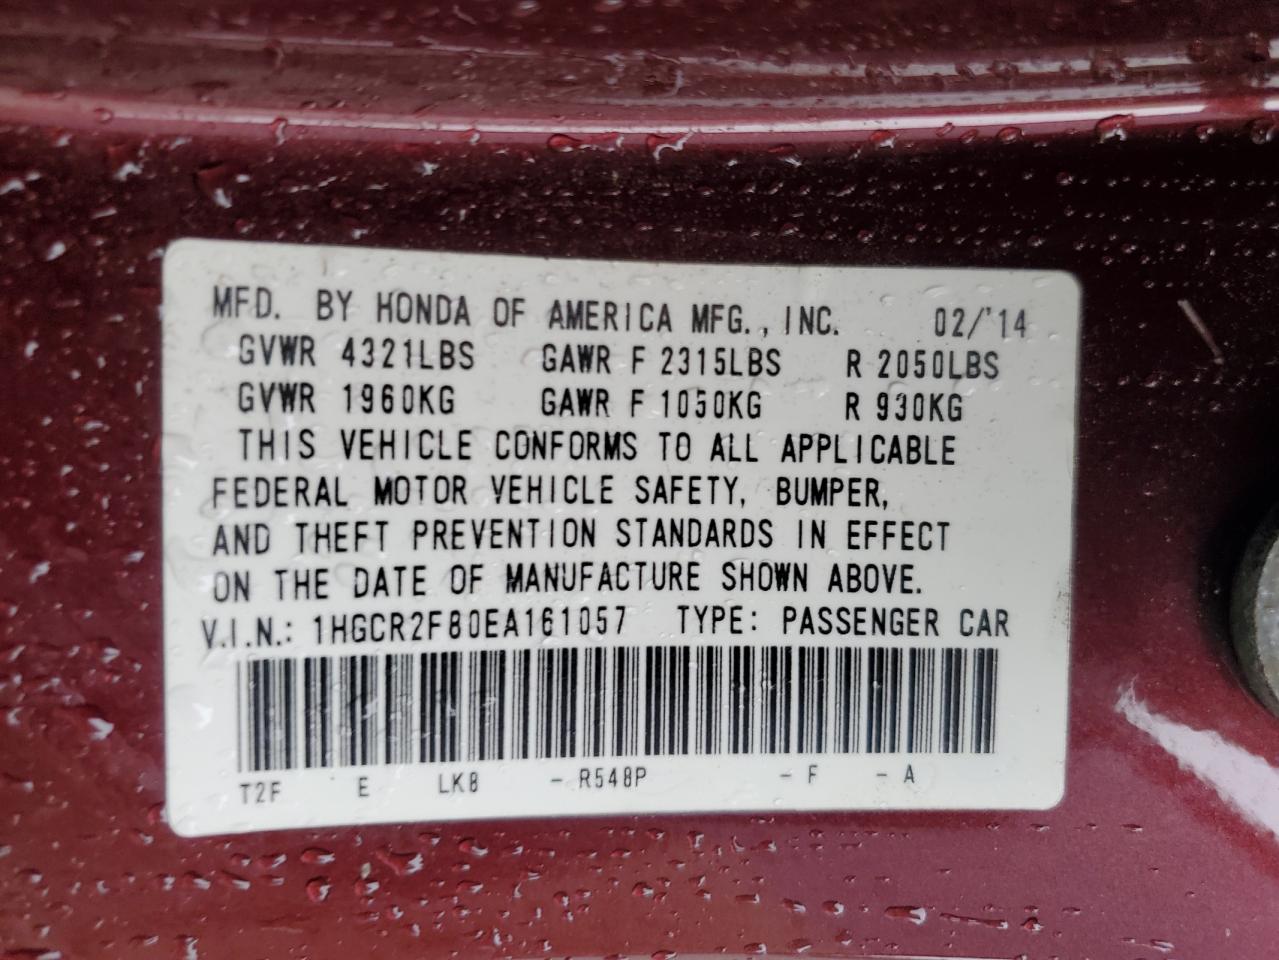 MFD. BY HONDA OF AMERICA MFG., INC. 02/'14
GVWR 4321LBS GAWR F 2315LBS R 2050LBS
GVWR 1960KG GAWR F 1050KG R 930KG
THIS VEHICLE CONFORMS TO ALL APPLICABLE
FEDERAL MOTOR VEHICLE SAFETY, BUMPER,
AND THEFT PREVENTION STANDARDS IN EFFECT
ON THE DATE OF MANUFACTURE SHOWN ABOVE.
V.I.N.: 1HGCR2F80EA161057 TYPE: PASSENGER CAR
T2F E LK8 - R548P - F - A